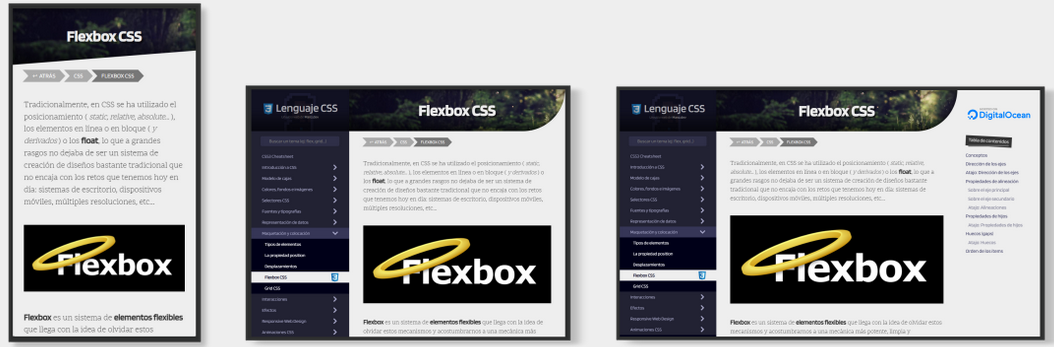 Flexbox CSS
↩ ATRÁS
CSS
FLEXBOX CSS
Tradicionalmente, en CSS se ha utilizado el
posicionamiento ( static, relative, absolute... ),
los elementos en línea o en bloque ( y
derivados ) o los float, lo que a grandes
rasgos no dejaba de ser un sistema de
creación de diseños bastante tradicional que
no encaja con los retos que tenemos hoy en
día: sistemas de escritorio, dispositivos
móviles, múltiples resoluciones, etc...
Flexbox
Flexbox es un sistema de elementos flexibles
que llega con la idea de olvidar estos
Lenguaje CSS
CSS3 Cheatsheet
Introducción a CSS
Modelo de cajas
Colores, fondos e imágenes
Selectores CSS
Fuentes y tipografías
Representación de datos
Maquetación y colocación
Tipos de elementos
La propiedad position
Desplazamientos
Flexbox CSS
Grid CSS
Interacciones
Efectos
Responsive Web Design
Animaciones CSS
Flexbox CSS
↩ ATRÁS
CSS
FLEXBOX CSS
Tradicionalmente, en CSS se ha utilizado el posicionamiento ( static,
relative, absolute... ), los elementos en línea o en bloque ( y derivados ) o
los float, lo que a grandes rasgos no dejaba de ser un sistema de
creación de diseños bastante tradicional que no encaja con los retos
que tenemos hoy en día: sistemas de escritorio, dispositivos móviles,
múltiples resoluciones, etc...
Flexbox
Flexbox es un sistema de elementos flexibles que llega con la idea de
olvidar estos mecanismos y acostumbrarnos a una mecánica más
Lenguaje CSS
CSS3 Cheatsheet
Introducción a CSS
Modelo de cajas
Colores, fondos e imágenes
Selectores CSS
Fuentes y tipografías
Representación de datos
Maquetación y colocación
Tipos de elementos
La propiedad position
Desplazamientos
Flexbox CSS
Grid CSS
Interacciones
Efectos
Responsive Web Design
Animaciones CSS
Flexbox CSS
↩ ATRÁS
CSS
FLEXBOX CSS
Tradicionalmente, en CSS se ha utilizado el posicionamiento ( static, relative,
absolute... ), los elementos en línea o en bloque ( y derivados ) o los float, lo que a
grandes rasgos no dejaba de ser un sistema de creación de diseños bastante
tradicional que no encaja con los retos que tenemos hoy en día: sistemas de
escritorio, dispositivos móviles, múltiples resoluciones, etc...
Flexbox
Flexbox es un sistema de elementos flexibles que llega con la idea de olvidar estos
mecanismos y acostumbrarnos a una mecánica más potente, limpia y
DigitalOcean
Tabla de contenidos
Conceptos
Dirección de los ejes
Atajo: Dirección de los ejes
Propiedades de alineación
Sobre el eje principal
Sobre el eje secundario
Atajo: Alineaciones
Propiedades de hijos
Atajo: Propiedades de hijos
Huecos (gaps)
Atajo: Huecos
Orden de los ítems